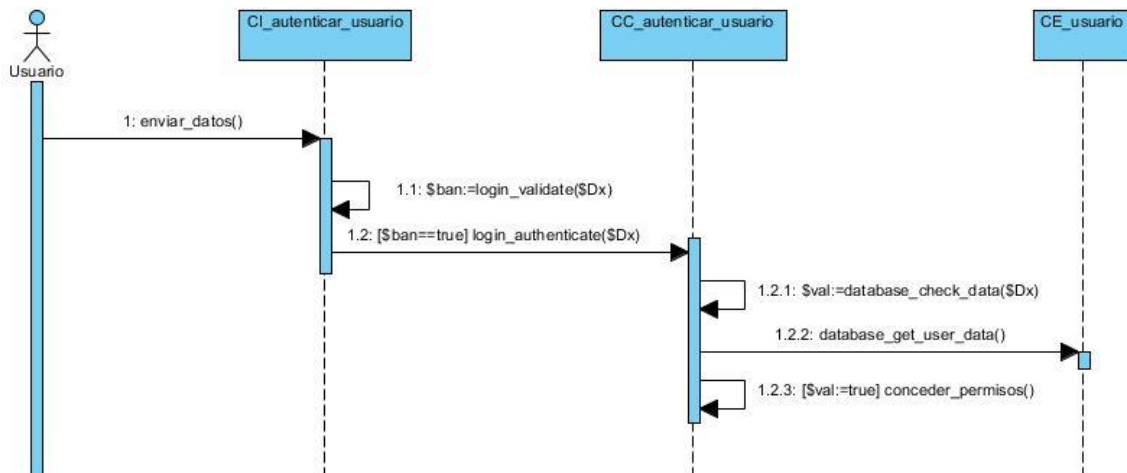 CI_autenticar_usuario
CC_autenticar_usuario
CE_usuario
Usuario
1: enviar_datos()
1.1: $ban:=login_validate($Dx)
1.2: [$ban==true] login_authenticate($Dx)
1.2.1: $val:=database_check_data($Dx)
1.2.2: database_get_user_data()
1.2.3: [$val:=true] conceder_permisos()